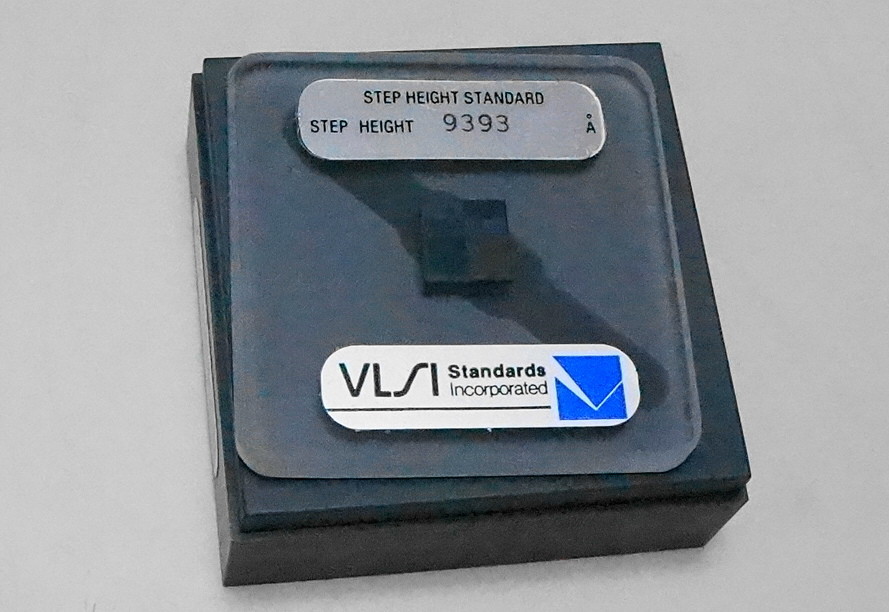 STEP HEIGHT STANDARD
STEP HEIGHT 9393 Å
VLSI Standards
Incorporated